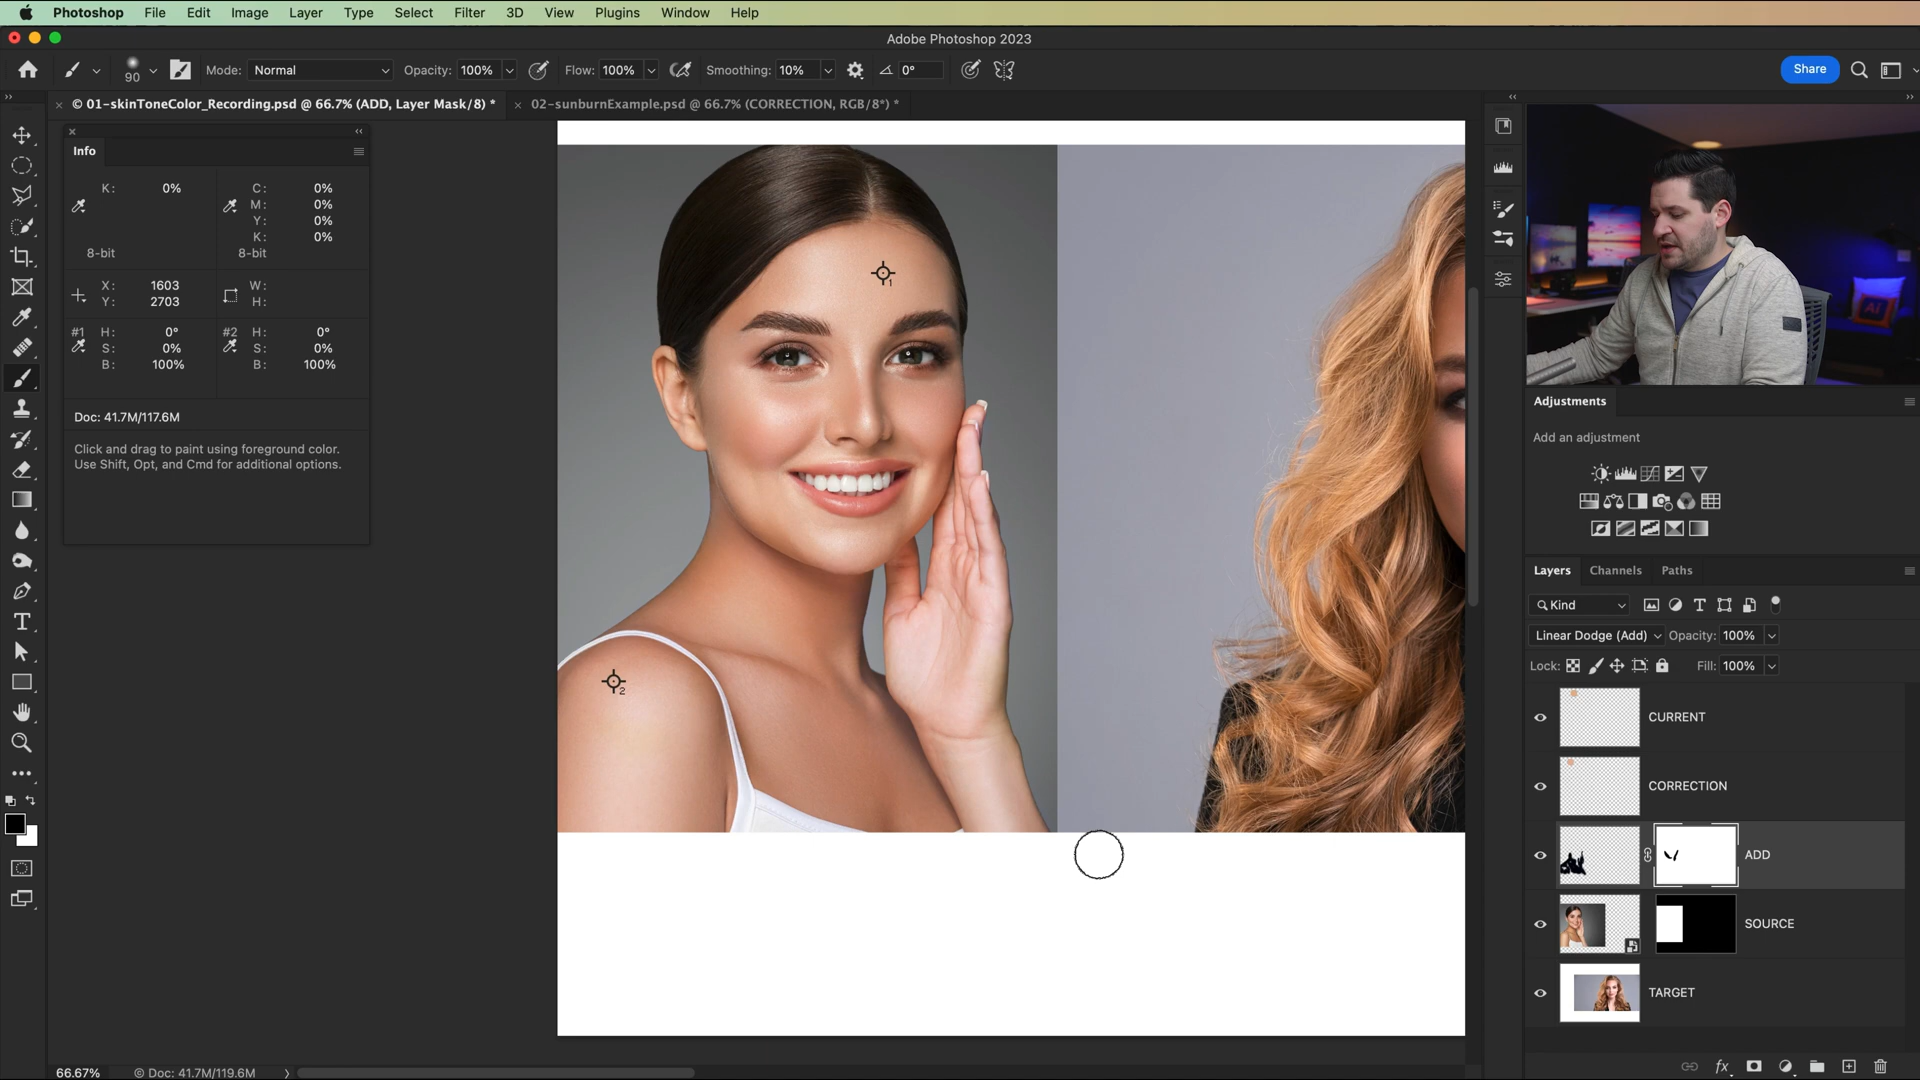 Photoshop File Edit Image Layer Type Select Filter 3D View Plugins Window Help
Adobe Photoshop 2023
90 Mode: Normal Opacity: 100% Flow: 100% Smoothing: 10% 0° Share
× © 01-skinToneColor_Recording.psd @ 66.7% (ADD, Layer Mask/8) * × 02-sunburnExample.psd @ 66.7% (CORRECTION, RGB/8*) *
Info
K: 0% C: 0%
M: 0%
Y: 0%
K: 0%
8-bit 8-bit
X: 1603 W:
Y: 2703 H:
#1 H: 0° #2 H: 0°
S: 0% S: 0%
B: 100% B: 100%
Doc: 41.7M/117.6M
Click and drag to paint using foreground color.
Use Shift, Opt, and Cmd for additional options.
1
2
Ai
Adjustments
Add an adjustment
Layers Channels Paths
Kind
Linear Dodge (Add) Opacity: 100%
Lock: Fill: 100%
CURRENT
CORRECTION
ADD
SOURCE
TARGET
fx
66.67% © Doc: 41.7M/119.6M